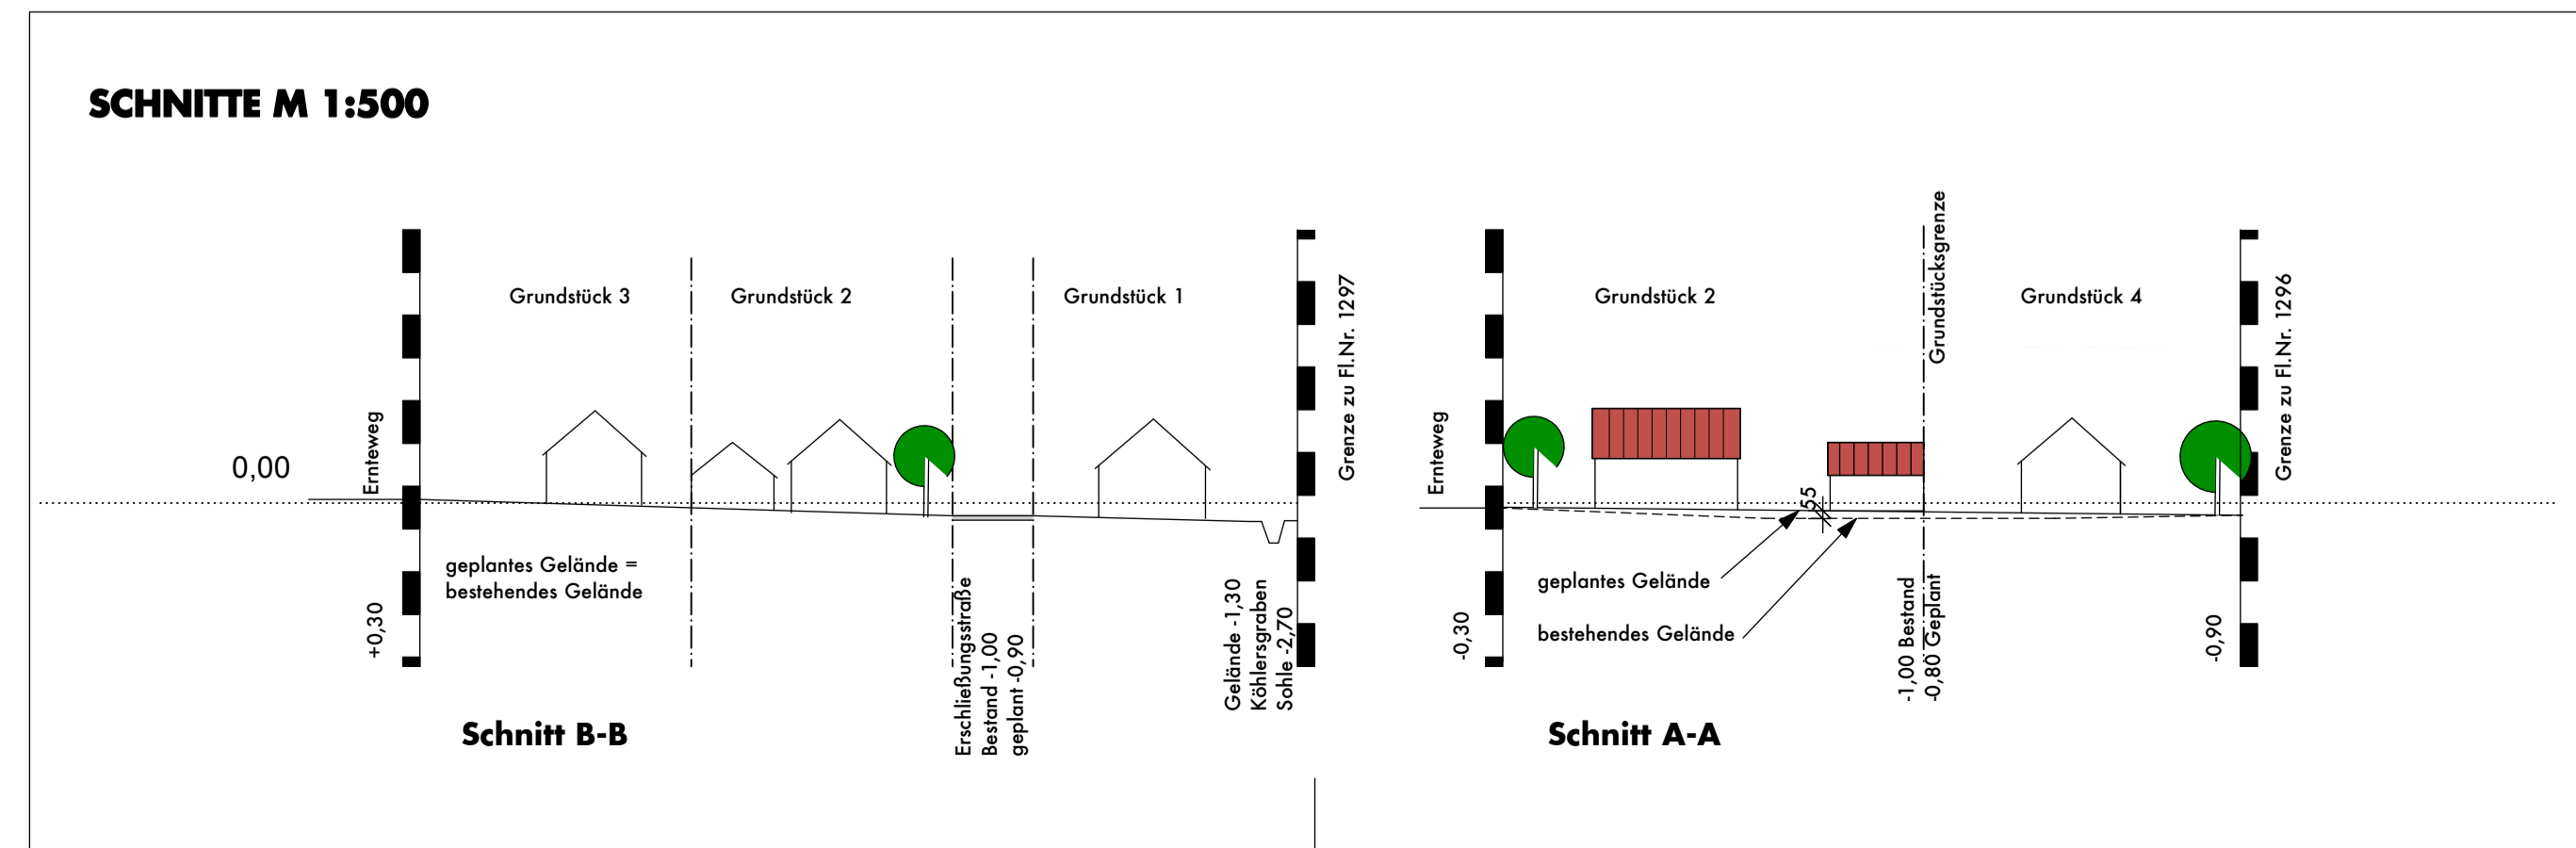 SCHNITTE M 1:500
Grundstück 3
Grundstück 2
Grundstück 1
0,00
Ernteweg
+0,30
geplantes Gelände =
bestehendes Gelände
Erschließungsstraße
Bestand -1,00
geplant -0,90
Gelände -1,30
Köhlersgraben
Sohle -2,70
Grenze zu Fl.Nr. 1297
Schnitt B-B
Ernteweg
-0,30
Grundstück 2
Grundstücksgrenze
Grundstück 4
55
geplantes Gelände
bestehendes Gelände
-1,00 Bestand
-0,80 Geplant
-0,90
Grenze zu Fl.Nr. 1296
Schnitt A-A